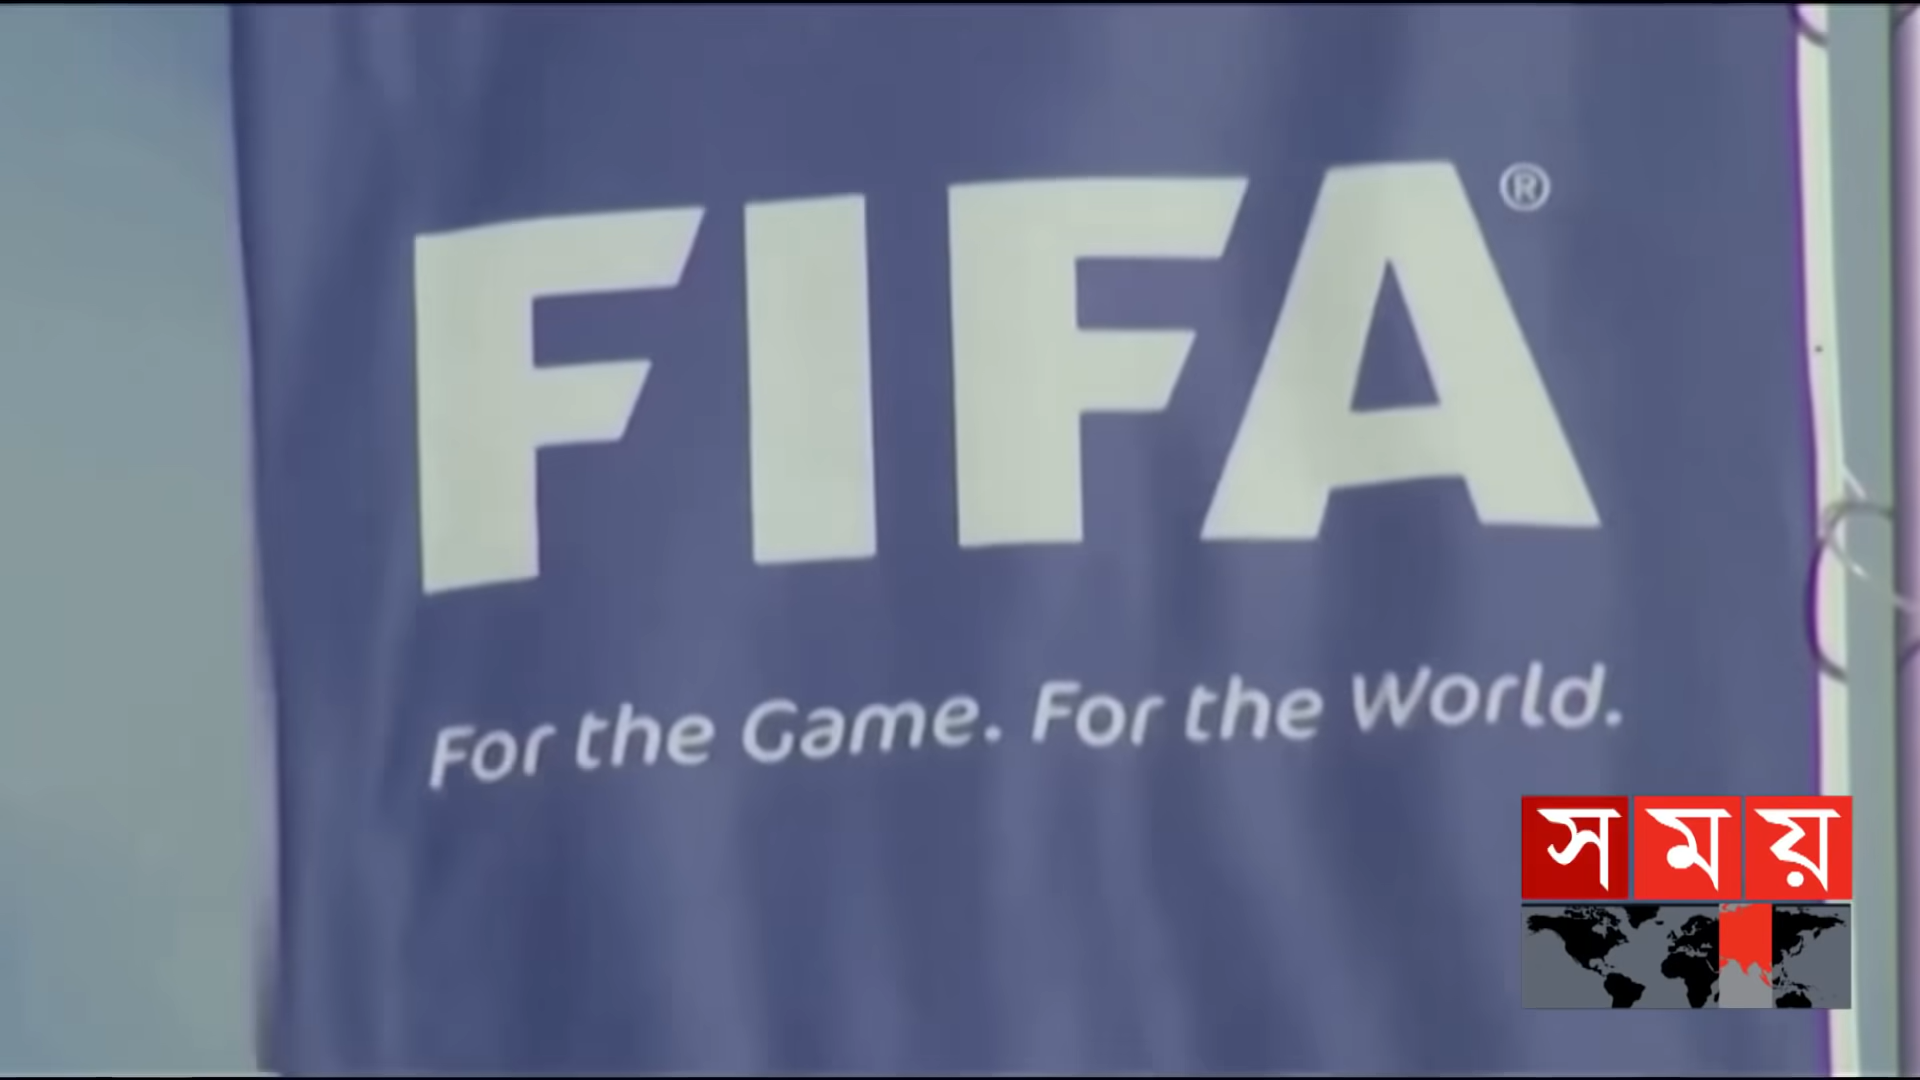 FIFA®
For the Game. For the World.
সময়